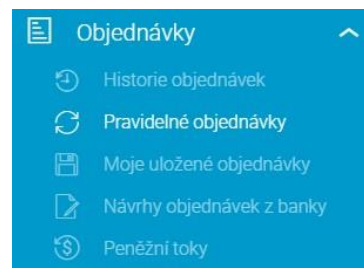 Objednávky
Historie objednávek
Pravidelné objednávky
Moje uložené objednávky
Návrhy objednávek z banky
Peněžní toky